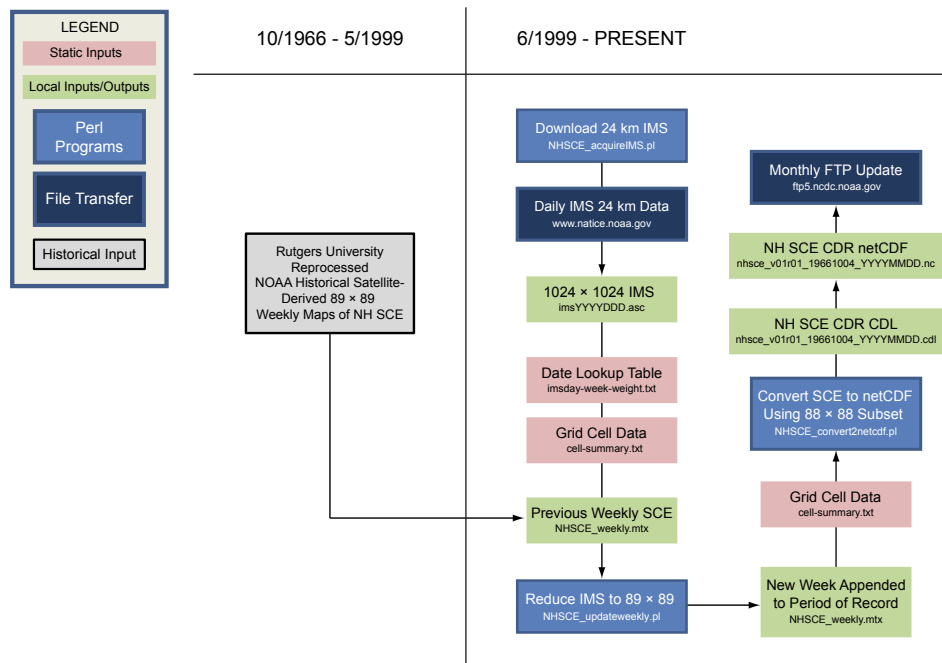 LEGEND
Static Inputs
Local Inputs/Outputs
Perl
Programs
File Transfer
Historical Input
10/1966 - 5/1999
6/1999 - PRESENT
Rutgers University
Reprocessed
NOAA Historical Satellite-
Derived 89 × 89
Weekly Maps of NH SCE
Download 24 km IMS
NHSCE_acquireIMS.pl
Daily IMS 24 km Data
www.natice.noaa.gov
1024 × 1024 IMS
imsYYYYDDD.asc
Date Lookup Table
imsday-week-weight.txt
Grid Cell Data
cell-summary.txt
Previous Weekly SCE
NHSCE_weekly.mtx
Reduce IMS to 89 × 89
NHSCE_updateweekly.pl
Monthly FTP Update
ftp5.ncdc.noaa.gov
NH SCE CDR netCDF
nhsce_v01r01_19661004_YYYYMMDD.nc
NH SCE CDR CDL
nhsce_v01r01_19661004_YYYYMMDD.cdl
Convert SCE to netCDF
Using 88 × 88 Subset
NHSCE_convert2netcdf.pl
Grid Cell Data
cell-summary.txt
New Week Appended
to Period of Record
NHSCE_weekly.mtx